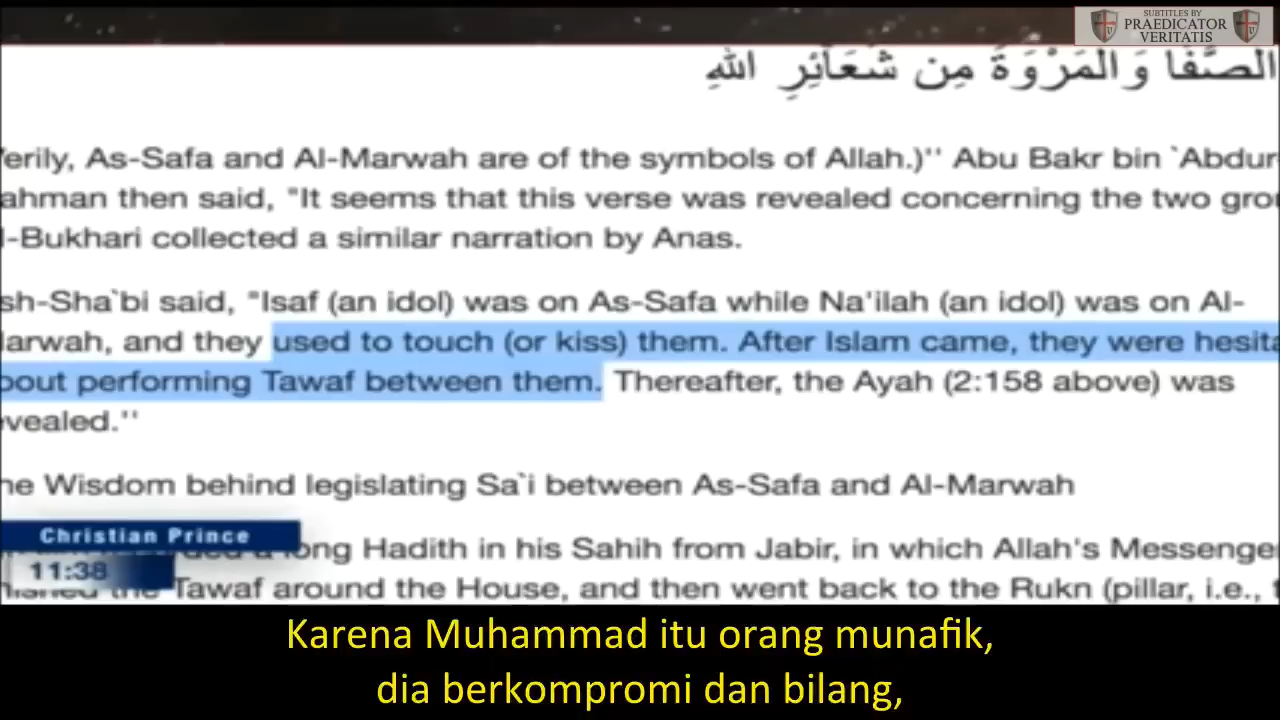 SUBTITLES BY
PRAEDICATOR
VERITATIS
الصَّفَا وَالْمَرْوَةَ مِن شَعَآئِرِ اللَّهِ
erily, As-Safa and Al-Marwah are of the symbols of Allah.)'' Abu Bakr bin `Abdur
ahman then said, "It seems that this verse was revealed concerning the two gro
l-Bukhari collected a similar narration by Anas.
sh-Sha`bi said, "Isaf (an idol) was on As-Safa while Na'ilah (an idol) was on Al-
arwah, and they used to touch (or kiss) them. After Islam came, they were hesita
bout performing Tawaf between them. Thereafter, the Ayah (2:158 above) was
evealed.''
he Wisdom behind legislating Sa`i between As-Safa and Al-Marwah
Christian Prince
long Hadith in his Sahih from Jabir, in which Allah's Messenge
11:38
Tawaf around the House, and then went back to the Rukn (pillar, i.e.,
Karena Muhammad itu orang munafik,
dia berkompromi dan bilang,